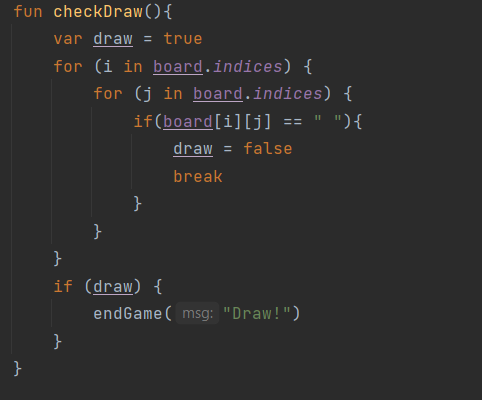 fun checkDraw(){
    var draw = true
    for (i in board.indices) {
        for (j in board.indices) {
            if(board[i][j] == " "){
                draw = false
                break
            }
        }
    }
    if (draw) {
        endGame( msg: "Draw!")
    }
}